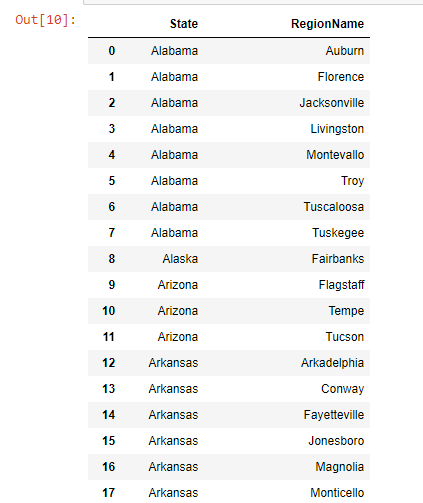 Out[10]:
State RegionName
0 Alabama Auburn
1 Alabama Florence
2 Alabama Jacksonville
3 Alabama Livingston
4 Alabama Montevallo
5 Alabama Troy
6 Alabama Tuscaloosa
7 Alabama Tuskegee
8 Alaska Fairbanks
9 Arizona Flagstaff
10 Arizona Tempe
11 Arizona Tucson
12 Arkansas Arkadelphia
13 Arkansas Conway
14 Arkansas Fayetteville
15 Arkansas Jonesboro
16 Arkansas Magnolia
17 Arkansas Monticello